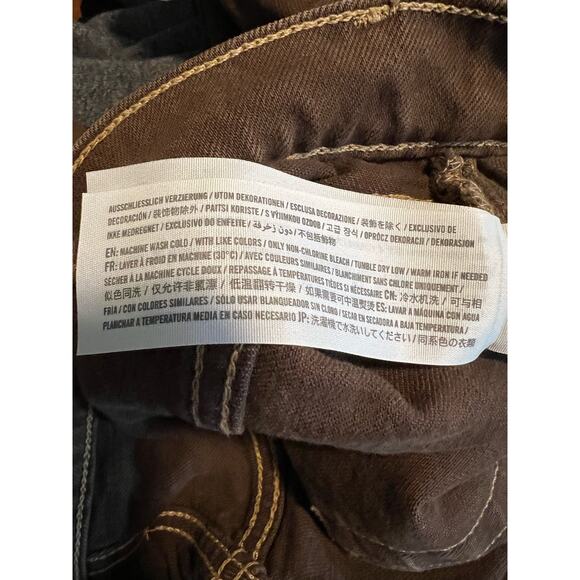 AUSSCHLIESSLICH VERZIERUNG / UTOM DEKORATIONEN / ESCLUSA DECORAZIONE / 装飾を除く / EXCLUSIVO DE
DECORACIÓN / 装饰物除外 / PAITSI KORISTE / S VÝJIMKOU OZDOB / 고급 장식 / OPRÓCZ DEKORACJI / DEKORASJON
IKKE MEDREGNET / EXCLUSIVO DO ENFEITE / دون زخرفة / 不包括飾物
EN: MACHINE WASH COLD / WITH LIKE COLORS / ONLY NON-CHLORINE BLEACH / TUMBLE DRY LOW / WARM IRON IF NEEDED
FR: LAVER À FROID EN MACHINE (30°C) / AVEC COULEURS SIMILAIRES / BLANCHIMENT SANS CHLORE UNIQUEMENT /
SÉCHER À LA MACHINE CYCLE DOUX / REPASSAGE À TEMPÉRATURES TIÈDES SI NÉCESSAIRE CN: 冷水机洗 / 可与相
似色同洗 / 仅允许非氯漂 / 低温翻转干燥 / 如果需要可中温熨烫 ES: LAVAR A MÁQUINA CON AGUA
FRÍA / CON COLORES SIMILARES / SÓLO USAR BLANQUEADOR SIN CLORO / SECAR EN SECADORA A BAJA TEMPERATURA /
PLANCHAR A TEMPERATURA MEDIA EN CASO NECESARIO JP: 洗濯機で水洗いしてください / 同系色の衣類